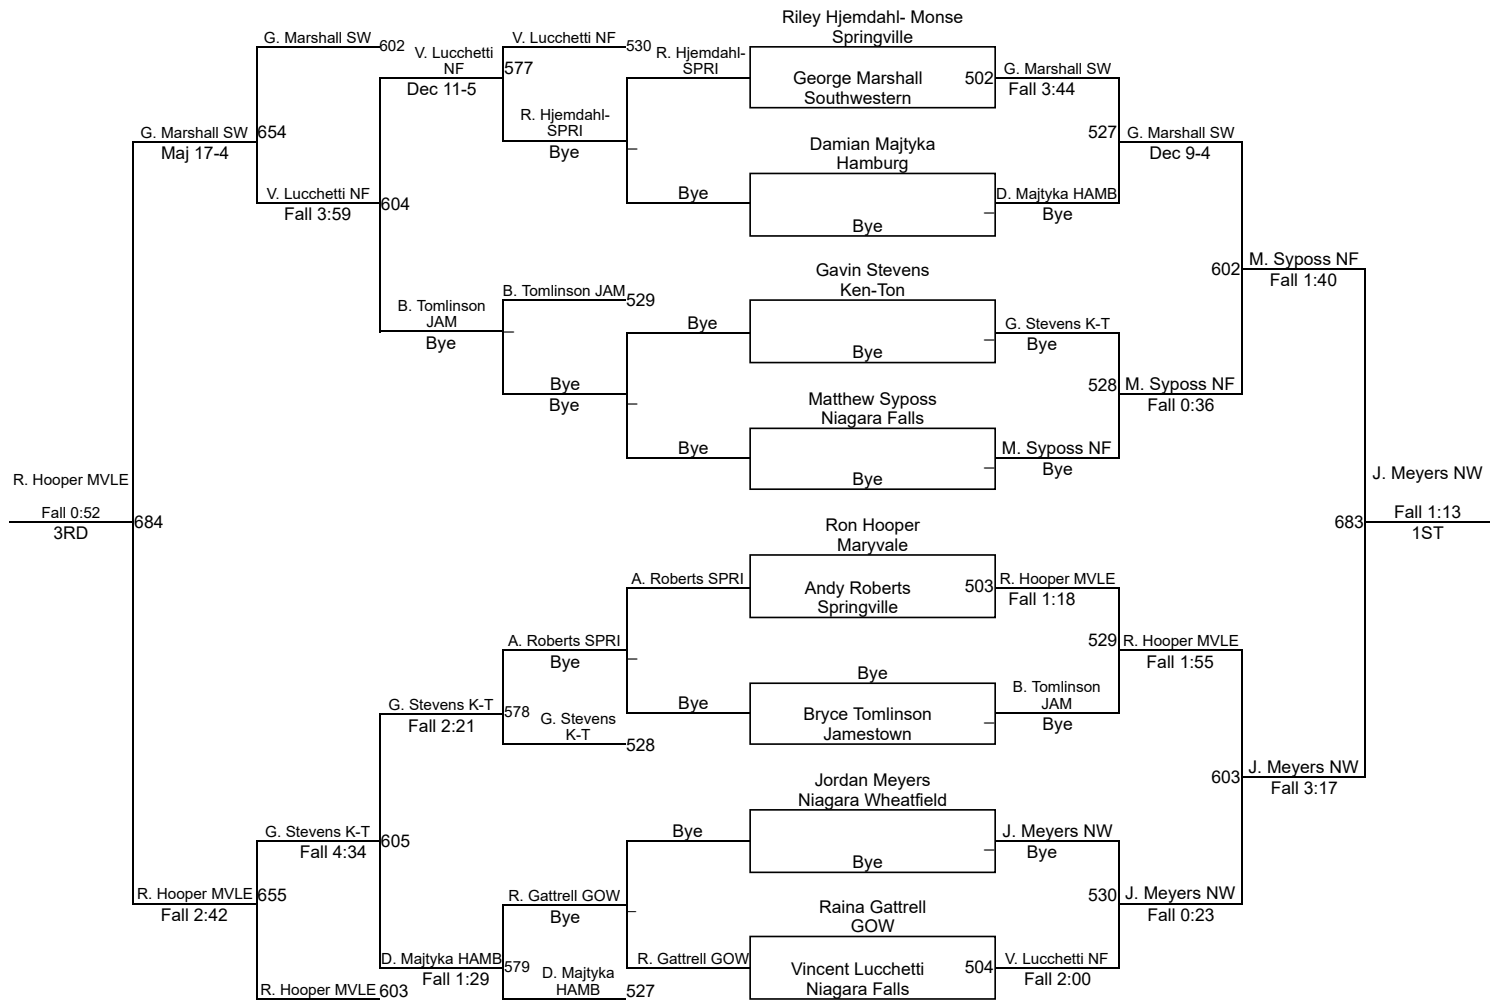 Riley Hjemdahl- Monse
Springville
G. Marshall SW
602
V. Lucchetti
NF
Dec 11-5
V. Lucchetti NF
530
577
R. Hjemdahl-
SPRI
George Marshall
Southwestern
502
G. Marshall SW
Fall 3:44
R. Hjemdahl-
SPRI
Bye
G. Marshall SW
654
Maj 17-4
Damian Majtyka
Hamburg
527
G. Marshall SW
Dec 9-4
V. Lucchetti NF
604
Fall 3:59
Bye
Bye
D. Majtyka HAMB
Bye
Gavin Stevens
Ken-Ton
602
M. Syposs NF
Fall 1:40
B. Tomlinson JAM
529
B. Tomlinson
JAM
Bye
Bye
Bye
G. Stevens K-T
Bye
Bye
Bye
Matthew Syposs
Niagara Falls
528
M. Syposs NF
Fall 0:36
Bye
Bye
M. Syposs NF
Bye
R. Hooper MVLE
Fall 0:52
3RD
684
J. Meyers NW
683
Fall 1:13
1ST
Ron Hooper
Maryvale
A. Roberts SPRI
Andy Roberts
Springville
503
R. Hooper MVLE
Fall 1:18
A. Roberts SPRI
Bye
529
R. Hooper MVLE
Fall 1:55
Bye
G. Stevens K-T
Fall 2:21
578
G. Stevens
K-T
528
Bye
Bryce Tomlinson
Jamestown
B. Tomlinson
JAM
Bye
Jordan Meyers
Niagara Wheatfield
603
J. Meyers NW
Fall 3:17
G. Stevens K-T
605
Fall 4:34
Bye
Bye
J. Meyers NW
Bye
R. Hooper MVLE
655
Fall 2:42
R. Gattrell GOW
Bye
Raina Gattrell
GOW
530
J. Meyers NW
Fall 0:23
D. Majtyka HAMB
Fall 1:29
579
D. Majtyka
HAMB
527
R. Gattrell GOW
Vincent Lucchetti
Niagara Falls
504
V. Lucchetti NF
Fall 2:00
R. Hooper MVLE
603